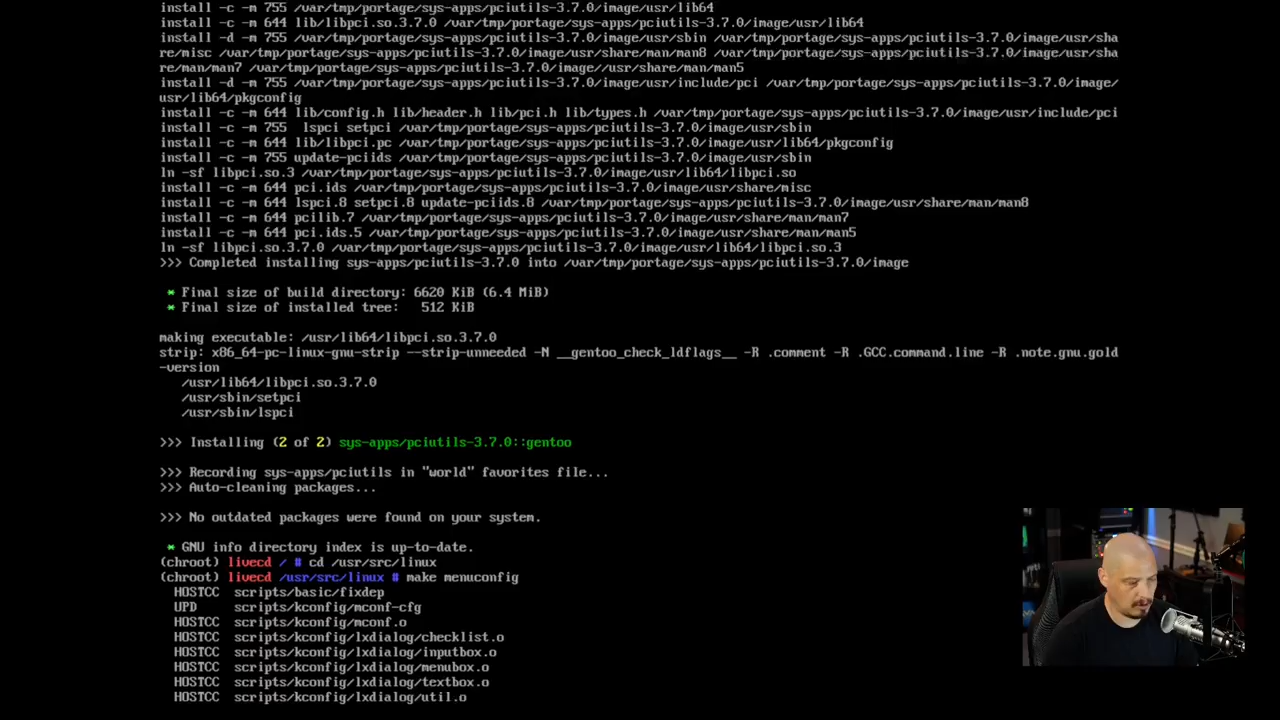 install -c -m 755 /var/tmp/portage/sys-apps/pciutils-3.7.0/image/usr/lib64
install -c -m 644 lib/libpci.so.3.7.0 /var/tmp/portage/sys-apps/pciutils-3.7.0/image/usr/lib64
install -d -m 755 /var/tmp/portage/sys-apps/pciutils-3.7.0/image/usr/sbin /var/tmp/portage/sys-apps/pciutils-3.7.0/image/usr/sha
re/misc /var/tmp/portage/sys-apps/pciutils-3.7.0/image/usr/share/man/man8 /var/tmp/portage/sys-apps/pciutils-3.7.0/image/usr/sha
re/man/man7 /var/tmp/portage/sys-apps/pciutils-3.7.0/image/usr/share/man/man5
install -d -m 755 /var/tmp/portage/sys-apps/pciutils-3.7.0/image/usr/include/pci /var/tmp/portage/sys-apps/pciutils-3.7.0/image/
usr/lib64/pkgconfig
install -c -m 644 lib/config.h lib/header.h lib/pci.h lib/types.h /var/tmp/portage/sys-apps/pciutils-3.7.0/image/usr/include/pci
install -c -m 755  lspci setpci /var/tmp/portage/sys-apps/pciutils-3.7.0/image/usr/sbin
install -c -m 644 lib/libpci.pc /var/tmp/portage/sys-apps/pciutils-3.7.0/image/usr/lib64/pkgconfig
install -c -m 755 update-pciids /var/tmp/portage/sys-apps/pciutils-3.7.0/image/usr/sbin
ln -sf libpci.so.3 /var/tmp/portage/sys-apps/pciutils-3.7.0/image/usr/lib64/libpci.so
install -c -m 644 pci.ids /var/tmp/portage/sys-apps/pciutils-3.7.0/image/usr/share/misc
install -c -m 644 lspci.8 setpci.8 update-pciids.8 /var/tmp/portage/sys-apps/pciutils-3.7.0/image/usr/share/man/man8
install -c -m 644 pcilib.7 /var/tmp/portage/sys-apps/pciutils-3.7.0/image/usr/share/man/man7
install -c -m 644 pci.ids.5 /var/tmp/portage/sys-apps/pciutils-3.7.0/image/usr/share/man/man5
ln -sf libpci.so.3.7.0 /var/tmp/portage/sys-apps/pciutils-3.7.0/image/usr/lib64/libpci.so.3
>>> Completed installing sys-apps/pciutils-3.7.0 into /var/tmp/portage/sys-apps/pciutils-3.7.0/image
* Final size of build directory: 6620 KiB (6.4 MiB)
* Final size of installed tree:   512 KiB
making executable: /usr/lib64/libpci.so.3.7.0
strip: x86_64-pc-linux-gnu-strip --strip-unneeded -N __gentoo_check_ldflags__ -R .comment -R .GCC.command.line -R .note.gnu.gold
-version
/usr/lib64/libpci.so.3.7.0
/usr/sbin/setpci
/usr/sbin/lspci
>>> Installing (2 of 2) sys-apps/pciutils-3.7.0::gentoo
>>> Recording sys-apps/pciutils in "world" favorites file...
>>> Auto-cleaning packages...
>>> No outdated packages were found on your system.
* GNU info directory index is up-to-date.
(chroot) livecd / # cd /usr/src/linux
(chroot) livecd /usr/src/linux # make menuconfig
HOSTCC  scripts/basic/fixdep
UPD     scripts/kconfig/mconf-cfg
HOSTCC  scripts/kconfig/mconf.o
HOSTCC  scripts/kconfig/lxdialog/checklist.o
HOSTCC  scripts/kconfig/lxdialog/inputbox.o
HOSTCC  scripts/kconfig/lxdialog/menubox.o
HOSTCC  scripts/kconfig/lxdialog/textbox.o
HOSTCC  scripts/kconfig/lxdialog/util.o